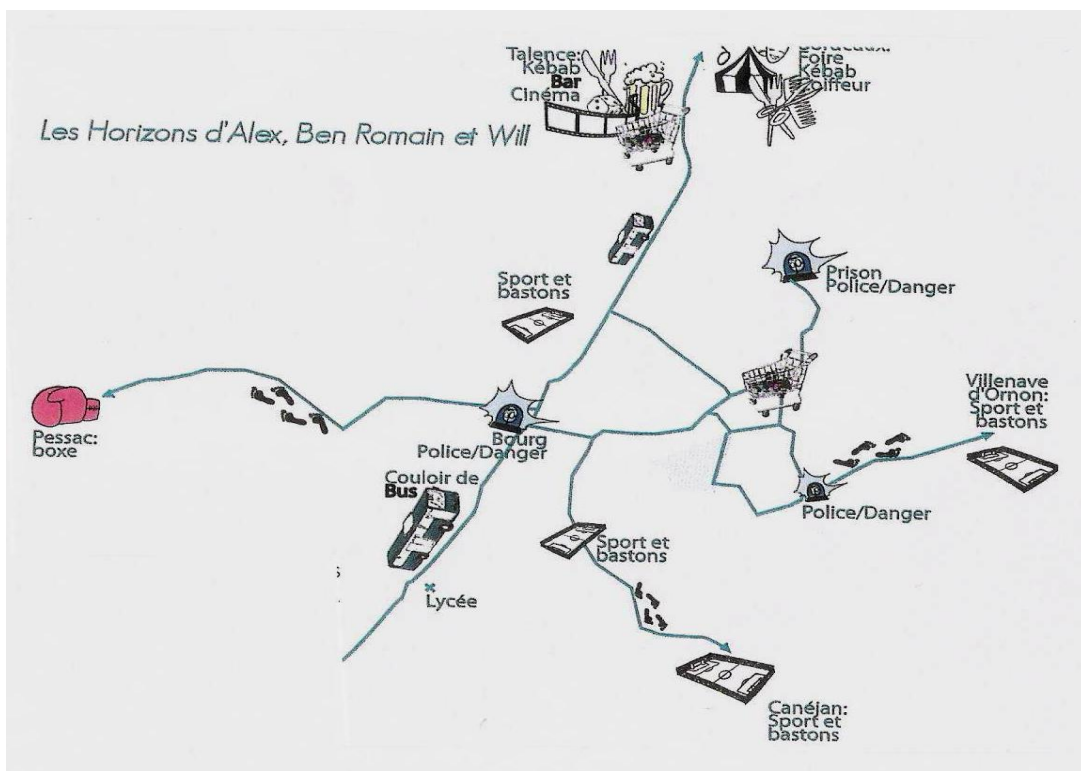 Talence:
Kébab
Bar
Cinéma
Bordeaux:
Foire
Kébab
Coiffeur
Les Horizons d'Alex, Ben Romain et Will
Prison
Police/Danger
Sport et
bastons
Villenave
d'Ornon:
Sport et
bastons
Pessac:
boxe
Bourg
Police/Danger
Couloir de
Bus
Police/Danger
Sport et
bastons
s
Lycée
Canéjan:
Sport et
bastons